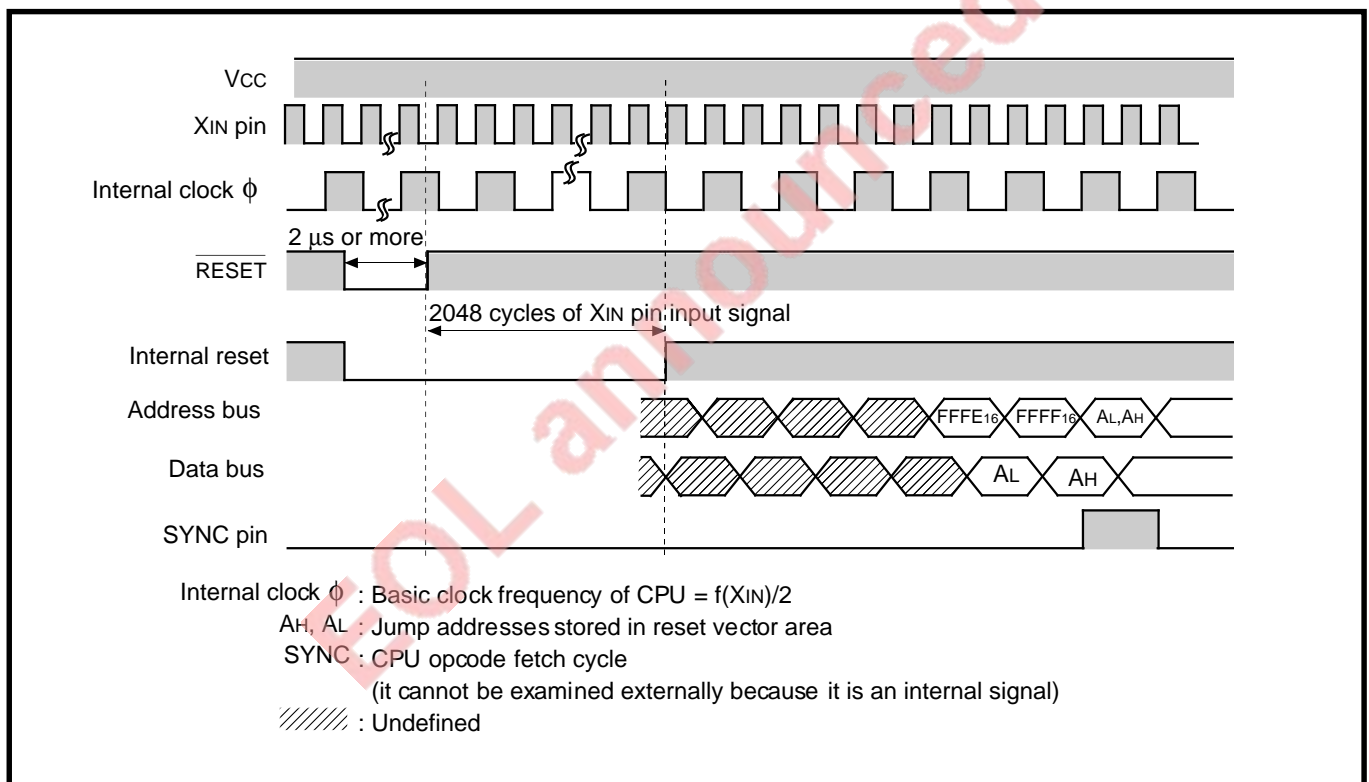 EOL announced
VCC
XIN pin
Internal clock ϕ
2 μs or more
RESET
2048 cycles of XIN pin input signal
Internal reset
Address bus
FFFE16 FFFF16 AL,AH
Data bus
AL AH
SYNC pin
Internal clock ϕ : Basic clock frequency of CPU = f(XIN)/2
AH, AL : Jump addresses stored in reset vector area
SYNC : CPU opcode fetch cycle
(it cannot be examined externally because it is an internal signal)
: Undefined